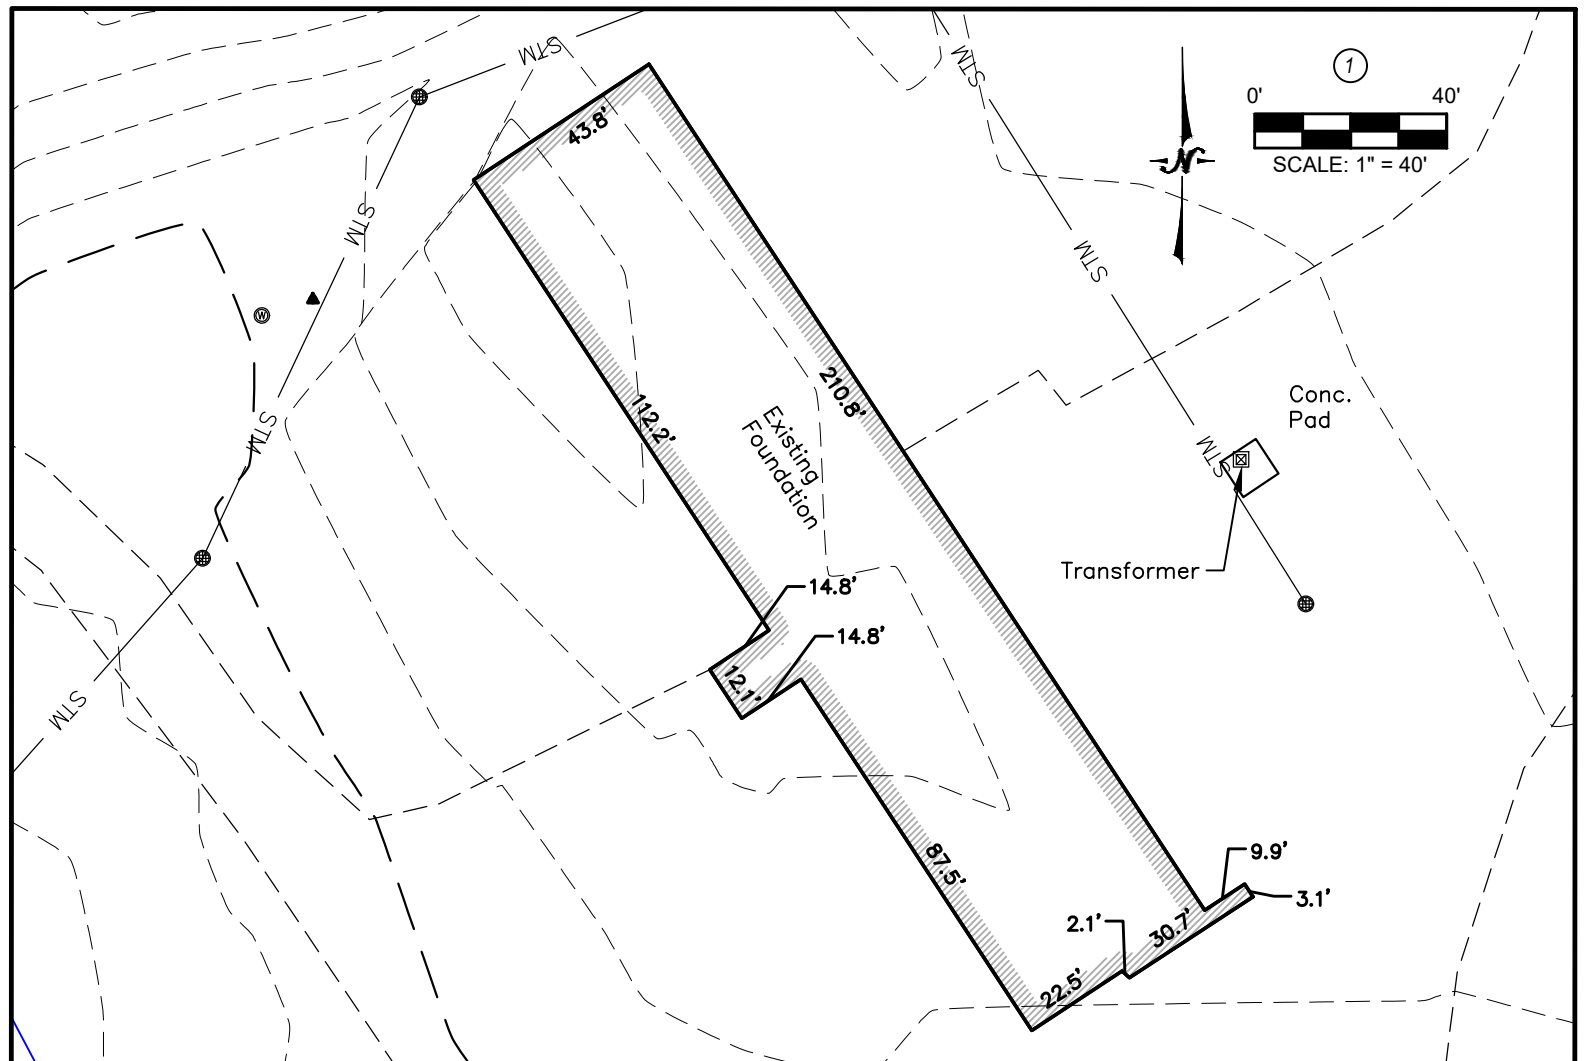 STM
STM
1
0' 40'
SCALE: 1" = 40'
N
43.8'
STM
STM
W
210.8'
112.2'
Existing
Foundation
Conc.
Pad
STM
STM
Transformer
14.8'
14.8'
12.1'
STM
87.5'
9.9'
3.1'
2.1'
30.7'
22.5'